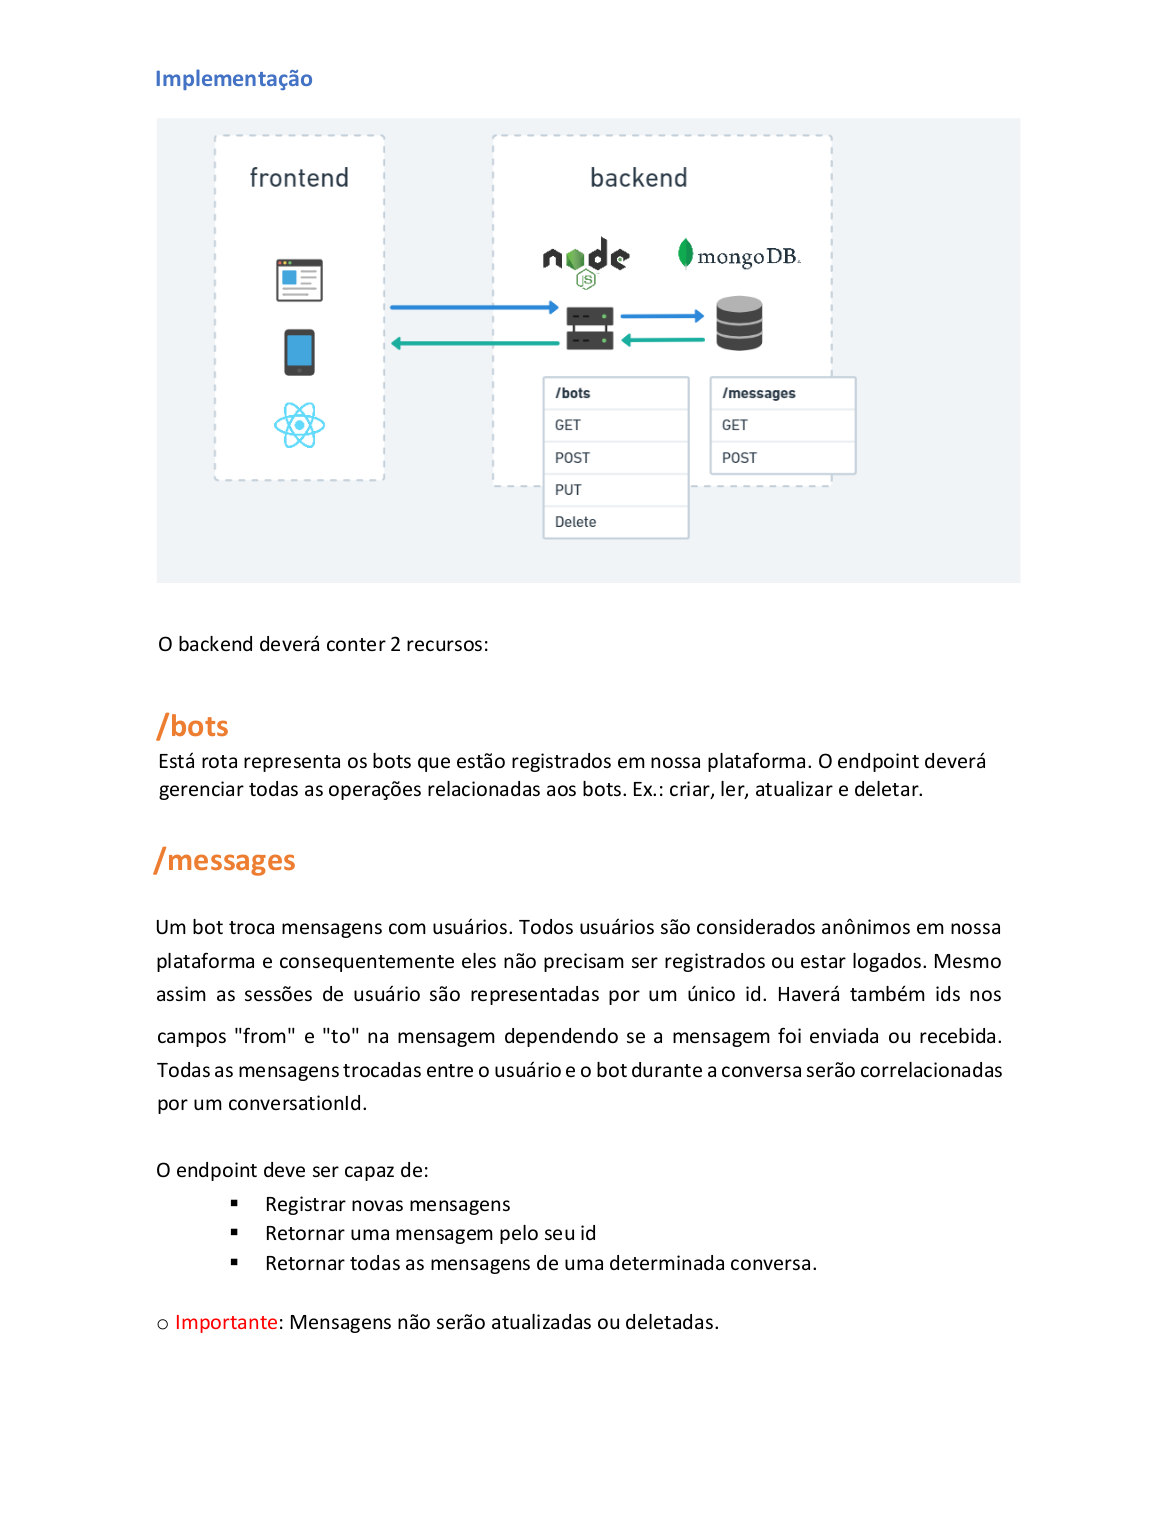 Implementação
frontend
backend
node
JS
mongoDB.
/bots
GET
POST
PUT
Delete
/messages
GET
POST
O backend deverá conter 2 recursos:
/bots
Está rota representa os bots que estão registrados em nossa plataforma. O endpoint deverá
gerenciar todas as operações relacionadas aos bots. Ex.: criar, ler, atualizar e deletar.
/messages
Um bot troca mensagens com usuários. Todos usuários são considerados anônimos em nossa
plataforma e consequentemente eles não precisam ser registrados ou estar logados. Mesmo
assim as sessões de usuário são representadas por um único id. Haverá também ids nos
campos "from" e "to" na mensagem dependendo se a mensagem foi enviada ou recebida.
Todas as mensagens trocadas entre o usuário e o bot durante a conversa serão correlacionadas
por um conversationId.
O endpoint deve ser capaz de:
▪ Registrar novas mensagens
▪ Retornar uma mensagem pelo seu id
▪ Retornar todas as mensagens de uma determinada conversa.
o Importante: Mensagens não serão atualizadas ou deletadas.